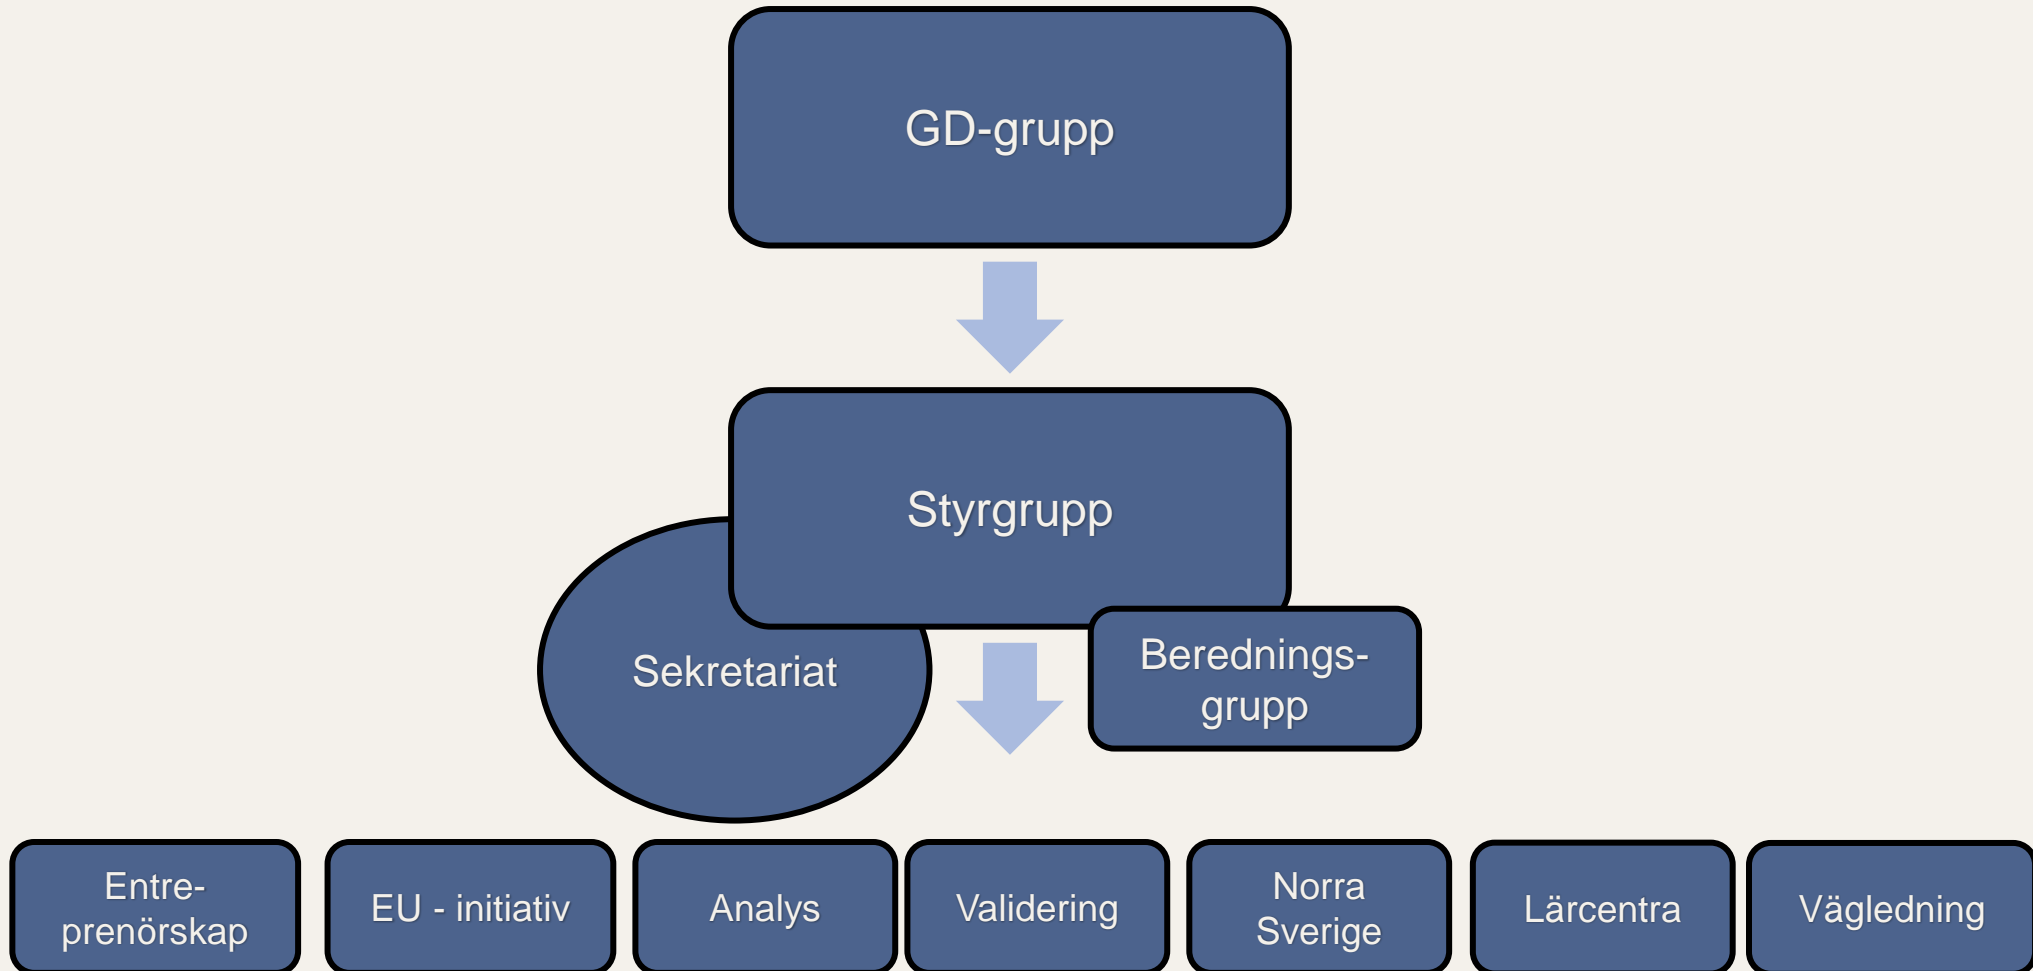 GD-grupp
Styrgrupp
Sekretariat
Berednings-
grupp
Entre-
prenörskap
EU - initiativ
Analys
Validering
Norra
Sverige
Lärcentra
Vägledning